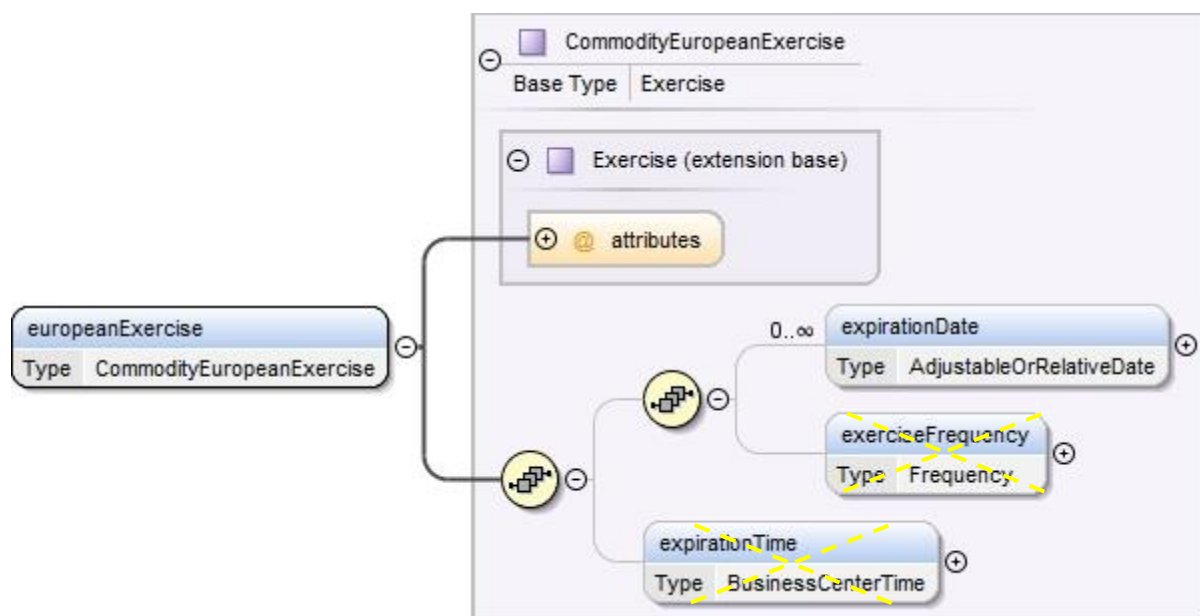 CommodityEuropeanExercise
Base Type Exercise
Exercise (extension base)
@ attributes
europeanExercise
Type CommodityEuropeanExercise
0..∞
expirationDate
Type AdjustableOrRelativeDate
exerciseFrequency
Type Frequency
expirationTime
Type BusinessCenterTime